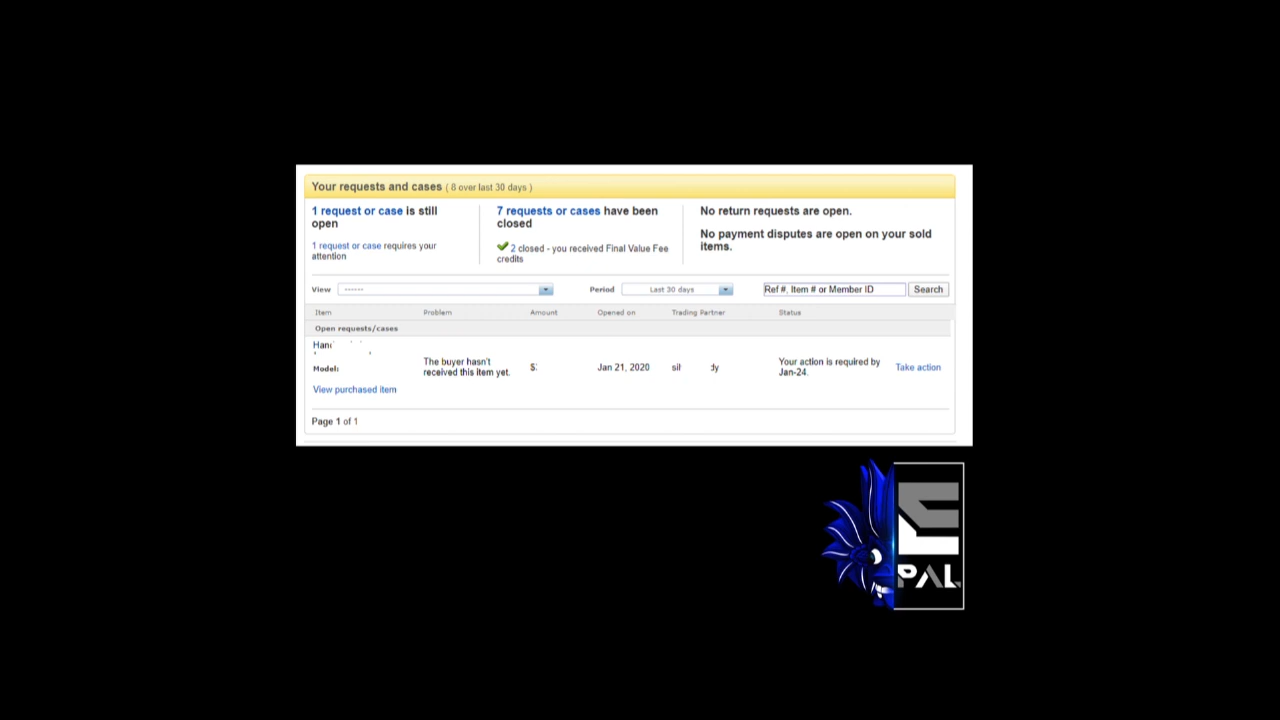 Your requests and cases ( 8 over last 30 days )
1 request or case is still
open
1 request or case requires your
attention
7 requests or cases have been
closed
2 closed - you received Final Value Fee
credits
No return requests are open.
No payment disputes are open on your sold
items.
View ------ Period Last 30 days Ref #, Item # or Member ID Search
Item Problem Amount Opened on Trading Partner Status
Open requests/cases
Model:
The buyer hasn't
received this item yet.
Jan 21, 2020
Your action is required by
Jan-24.
Take action
View purchased item
Page 1 of 1
E
PAL